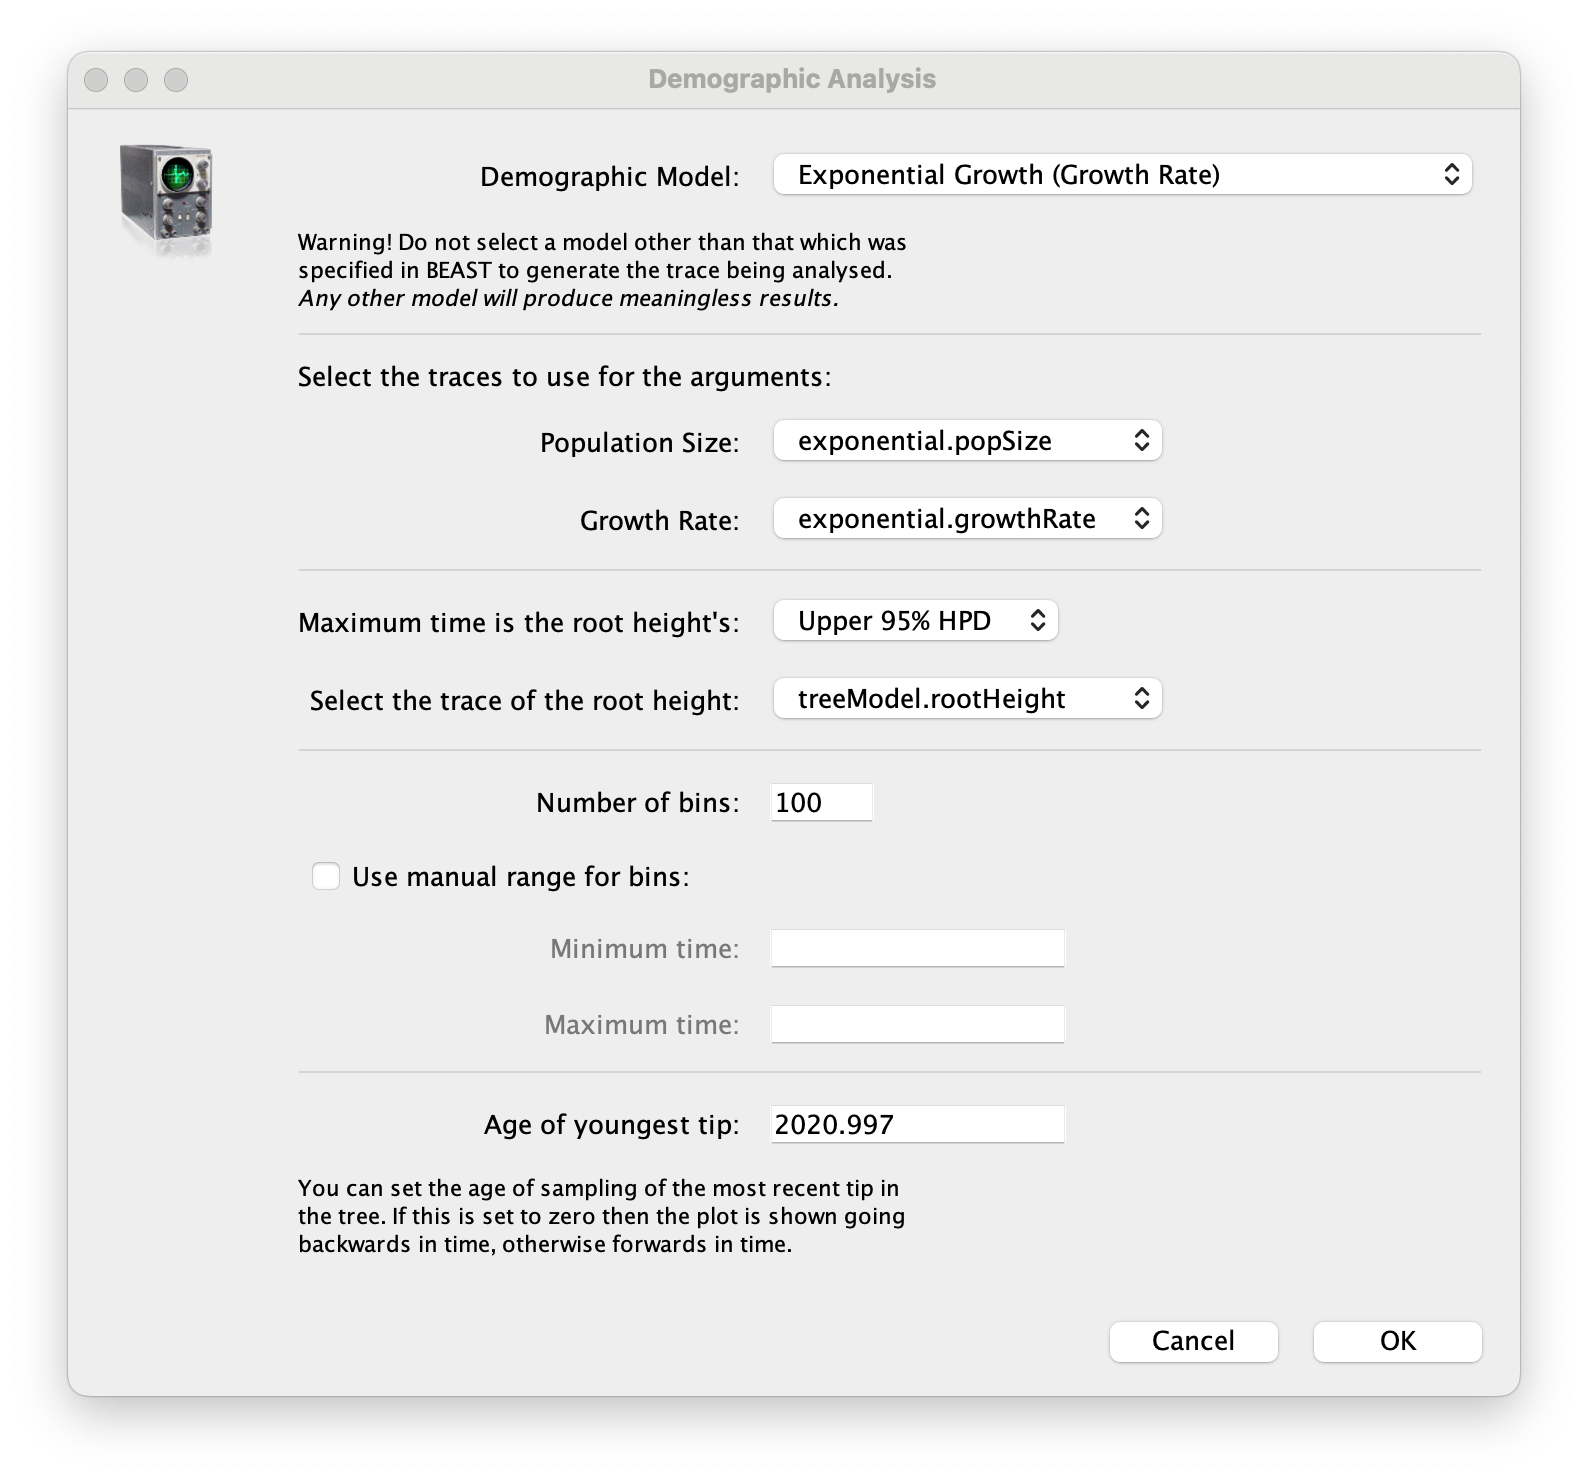 Demographic Analysis
Demographic Model: Exponential Growth (Growth Rate)
Warning! Do not select a model other than that which was
specified in BEAST to generate the trace being analysed.
Any other model will produce meaningless results.
Select the traces to use for the arguments:
Population Size: exponential.popSize
Growth Rate: exponential.growthRate
Maximum time is the root height's: Upper 95% HPD
Select the trace of the root height: treeModel.rootHeight
Number of bins: 100
Use manual range for bins:
Minimum time:
Maximum time:
Age of youngest tip: 2020.997
You can set the age of sampling of the most recent tip in
the tree. If this is set to zero then the plot is shown going
backwards in time, otherwise forwards in time.
Cancel OK